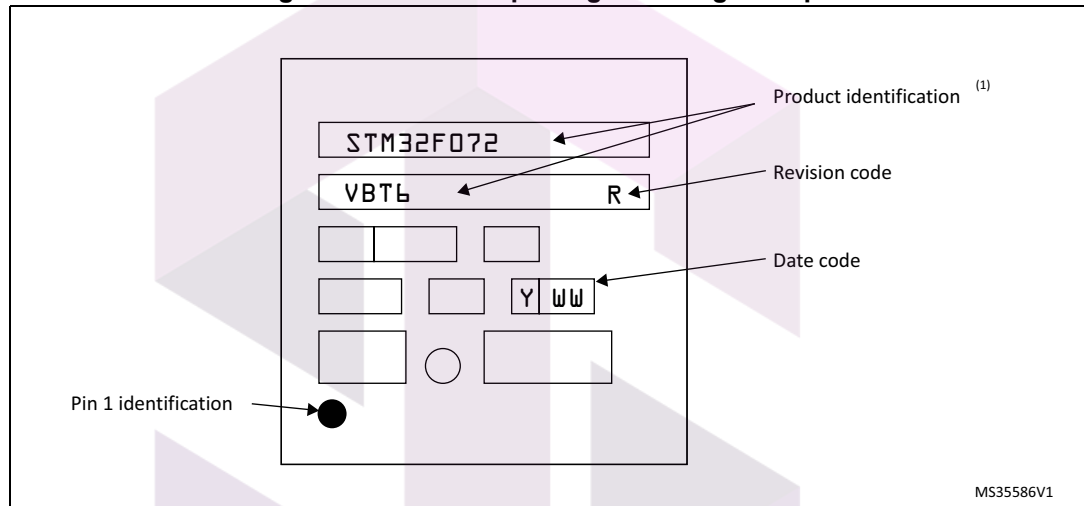 Product identification (1)
STM32F072
Revision code
VBT6 R
Date code
Y WW
Pin 1 identification
MS35586V1